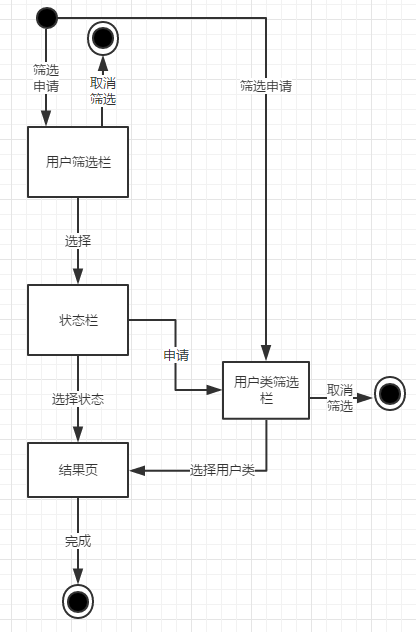 筛选
申请
取消
筛选
筛选申请
用户筛选栏
选择
状态栏
申请
用户类筛选
栏
取消
筛选
选择状态
结果页
选择用户类
完成